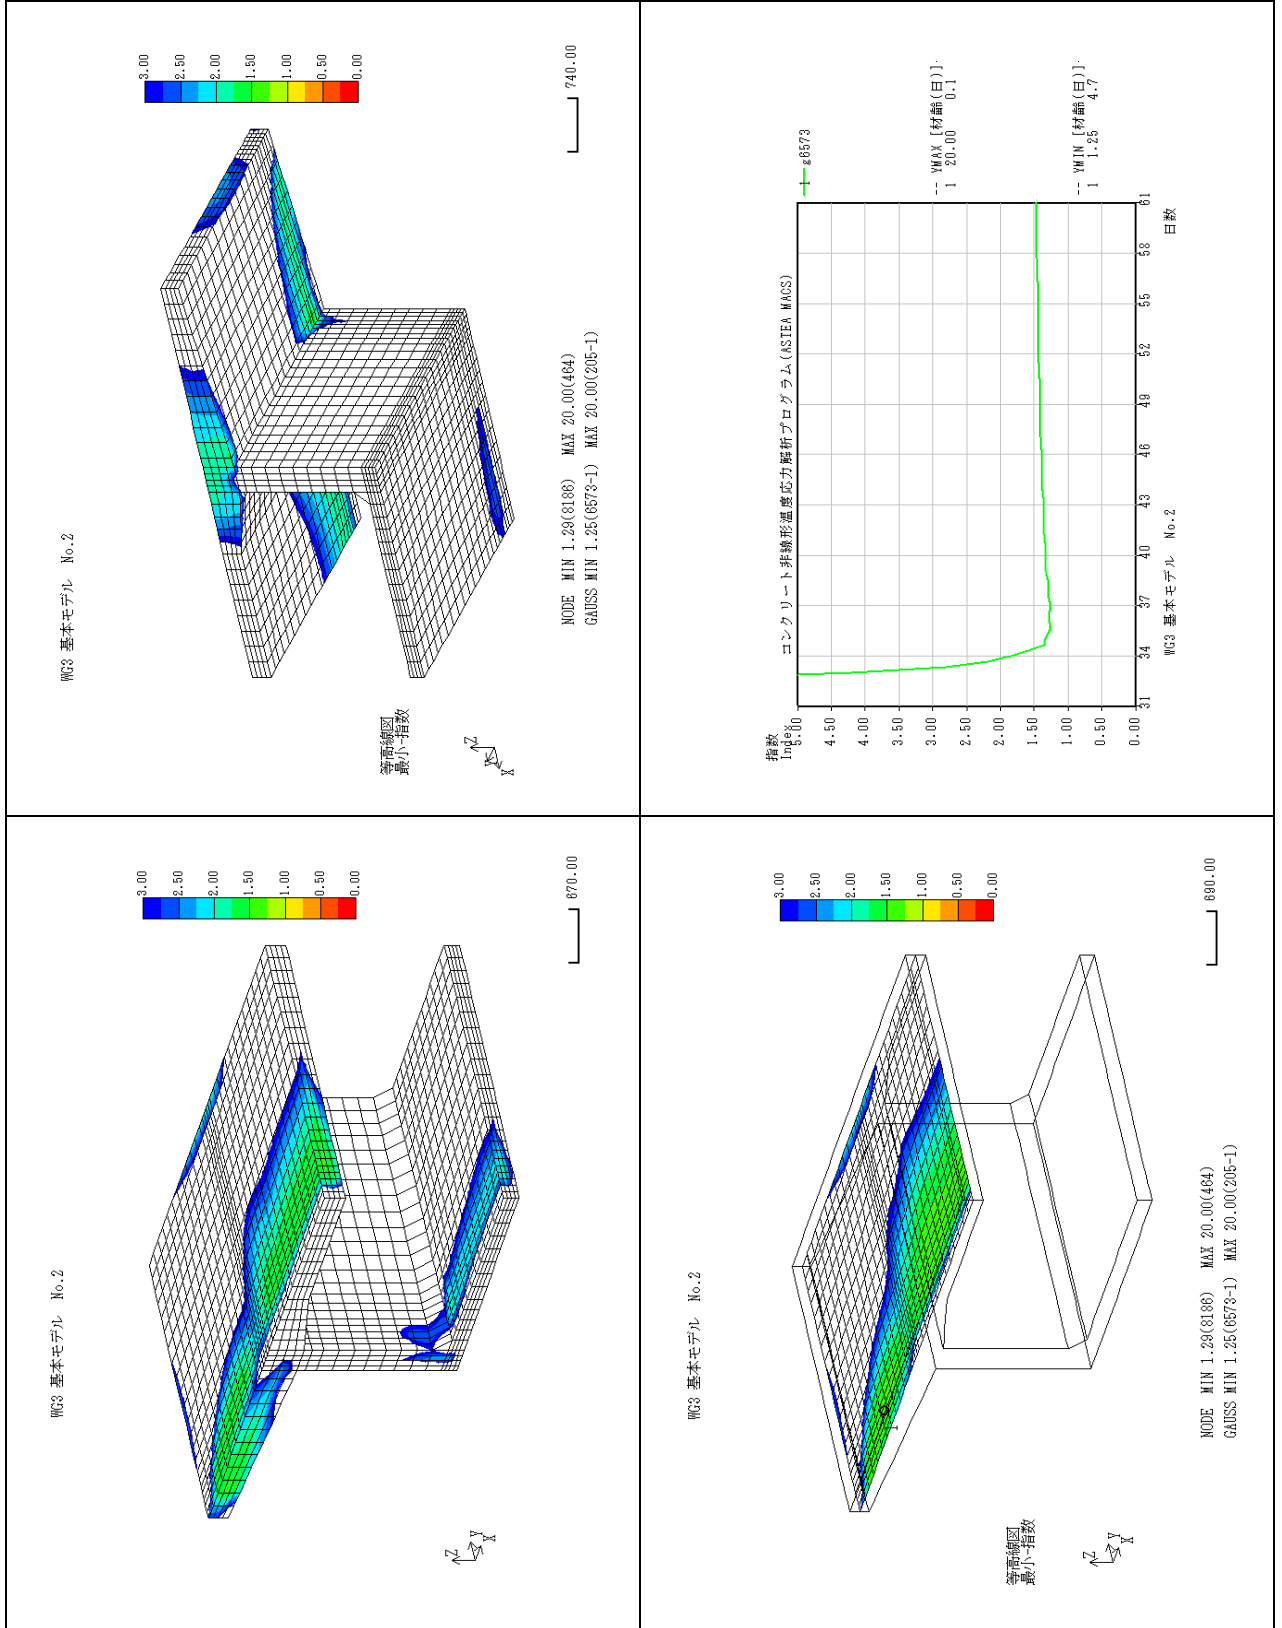 WG3 基本モデル No.2
3.00
2.50
2.00
1.50
1.00
0.50
0.00
740.00
NODE MIN 1.29(8186) MAX 20.00(464)
GAUSS MIN 1.25(6573-1) MAX 20.00(205-1)
等高線図
最小-指数
Z
Y
X
指数
Index
コンクリート非線形温度応力解析プログラム(ASTEA MACS)
1 g6573
5.00
4.50
4.00
3.50
3.00
2.50
2.00
1.50
1.00
0.50
0.00
31
34
37
40
43
46
49
52
55
58
61
日数
-- YMAX [材齢(日)]-
1 20.00 0.1
-- YMIN [材齢(日)]-
1 1.25 4.7
WG3 基本モデル No.2
WG3 基本モデル No.2
3.00
2.50
2.00
1.50
1.00
0.50
0.00
670.00
Z
Y
X
WG3 基本モデル No.2
3.00
2.50
2.00
1.50
1.00
0.50
0.00
690.00
1
NODE MIN 1.29(8186) MAX 20.00(464)
GAUSS MIN 1.25(6573-1) MAX 20.00(205-1)
等高線図
最小-指数
Z
Y
X